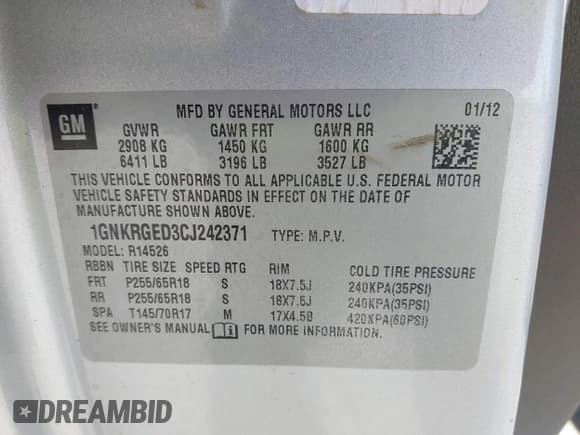 GM
MFD BY GENERAL MOTORS LLC 01/12
GVWR GAWR FRT GAWR RR
2908 KG 1450 KG 1600 KG
6411 LB 3196 LB 3527 LB
THIS VEHICLE CONFORMS TO ALL APPLICABLE U.S. FEDERAL MOTOR
VEHICLE SAFETY STANDARDS IN EFFECT ON THE DATE OF
MANUFACTURE SHOWN ABOVE.
1GNKRGED3CJ242371 TYPE: M.P.V.
MODEL: R14526
RBBN TIRE SIZE SPEED RTG RIM COLD TIRE PRESSURE
FRT P255/65R18 S 18X7.5J 240KPA(35PSI)
RR P255/65R18 S 18X7.5J 240KPA(35PSI)
SPA T145/70R17 M 17X4.5B 420KPA(60PSI)
SEE OWNER'S MANUAL FOR MORE INFORMATION.
DREAMBID